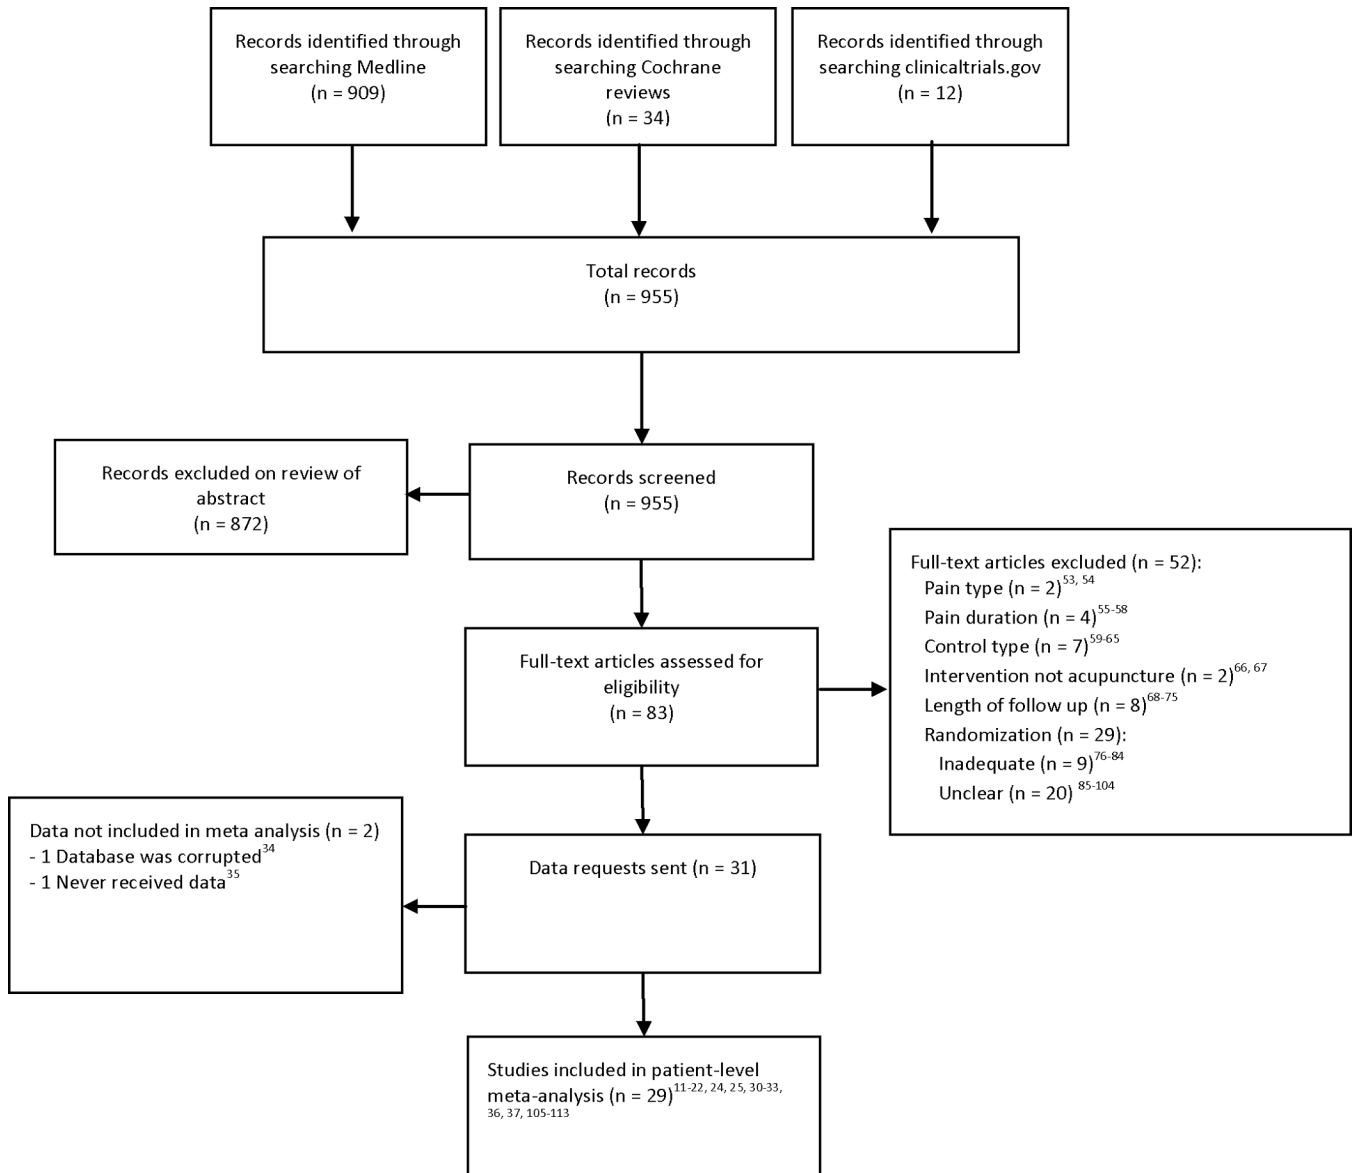 Records identified through
searching Medline
(n = 909)
Records identified through
searching Cochrane
reviews
(n = 34)
Records identified through
searching clinicaltrials.gov
(n = 12)
Total records
(n = 955)
Records excluded on review of
abstract
(n = 872)
Records screened
(n = 955)
Full-text articles assessed for
eligibility
(n = 83)
Full-text articles excluded (n = 52):
Pain type (n = 2)53, 54
Pain duration (n = 4)55-58
Control type (n = 7)59-65
Intervention not acupuncture (n = 2)66, 67
Length of follow up (n = 8)68-75
Randomization (n = 29):
Inadequate (n = 9)76-84
Unclear (n = 20) 85-104
Data not included in meta analysis (n = 2)
- 1 Database was corrupted34
- 1 Never received data35
Data requests sent (n = 31)
Studies included in patient-level
meta-analysis (n = 29)11-22, 24, 25, 30-33,
36, 37, 105-113